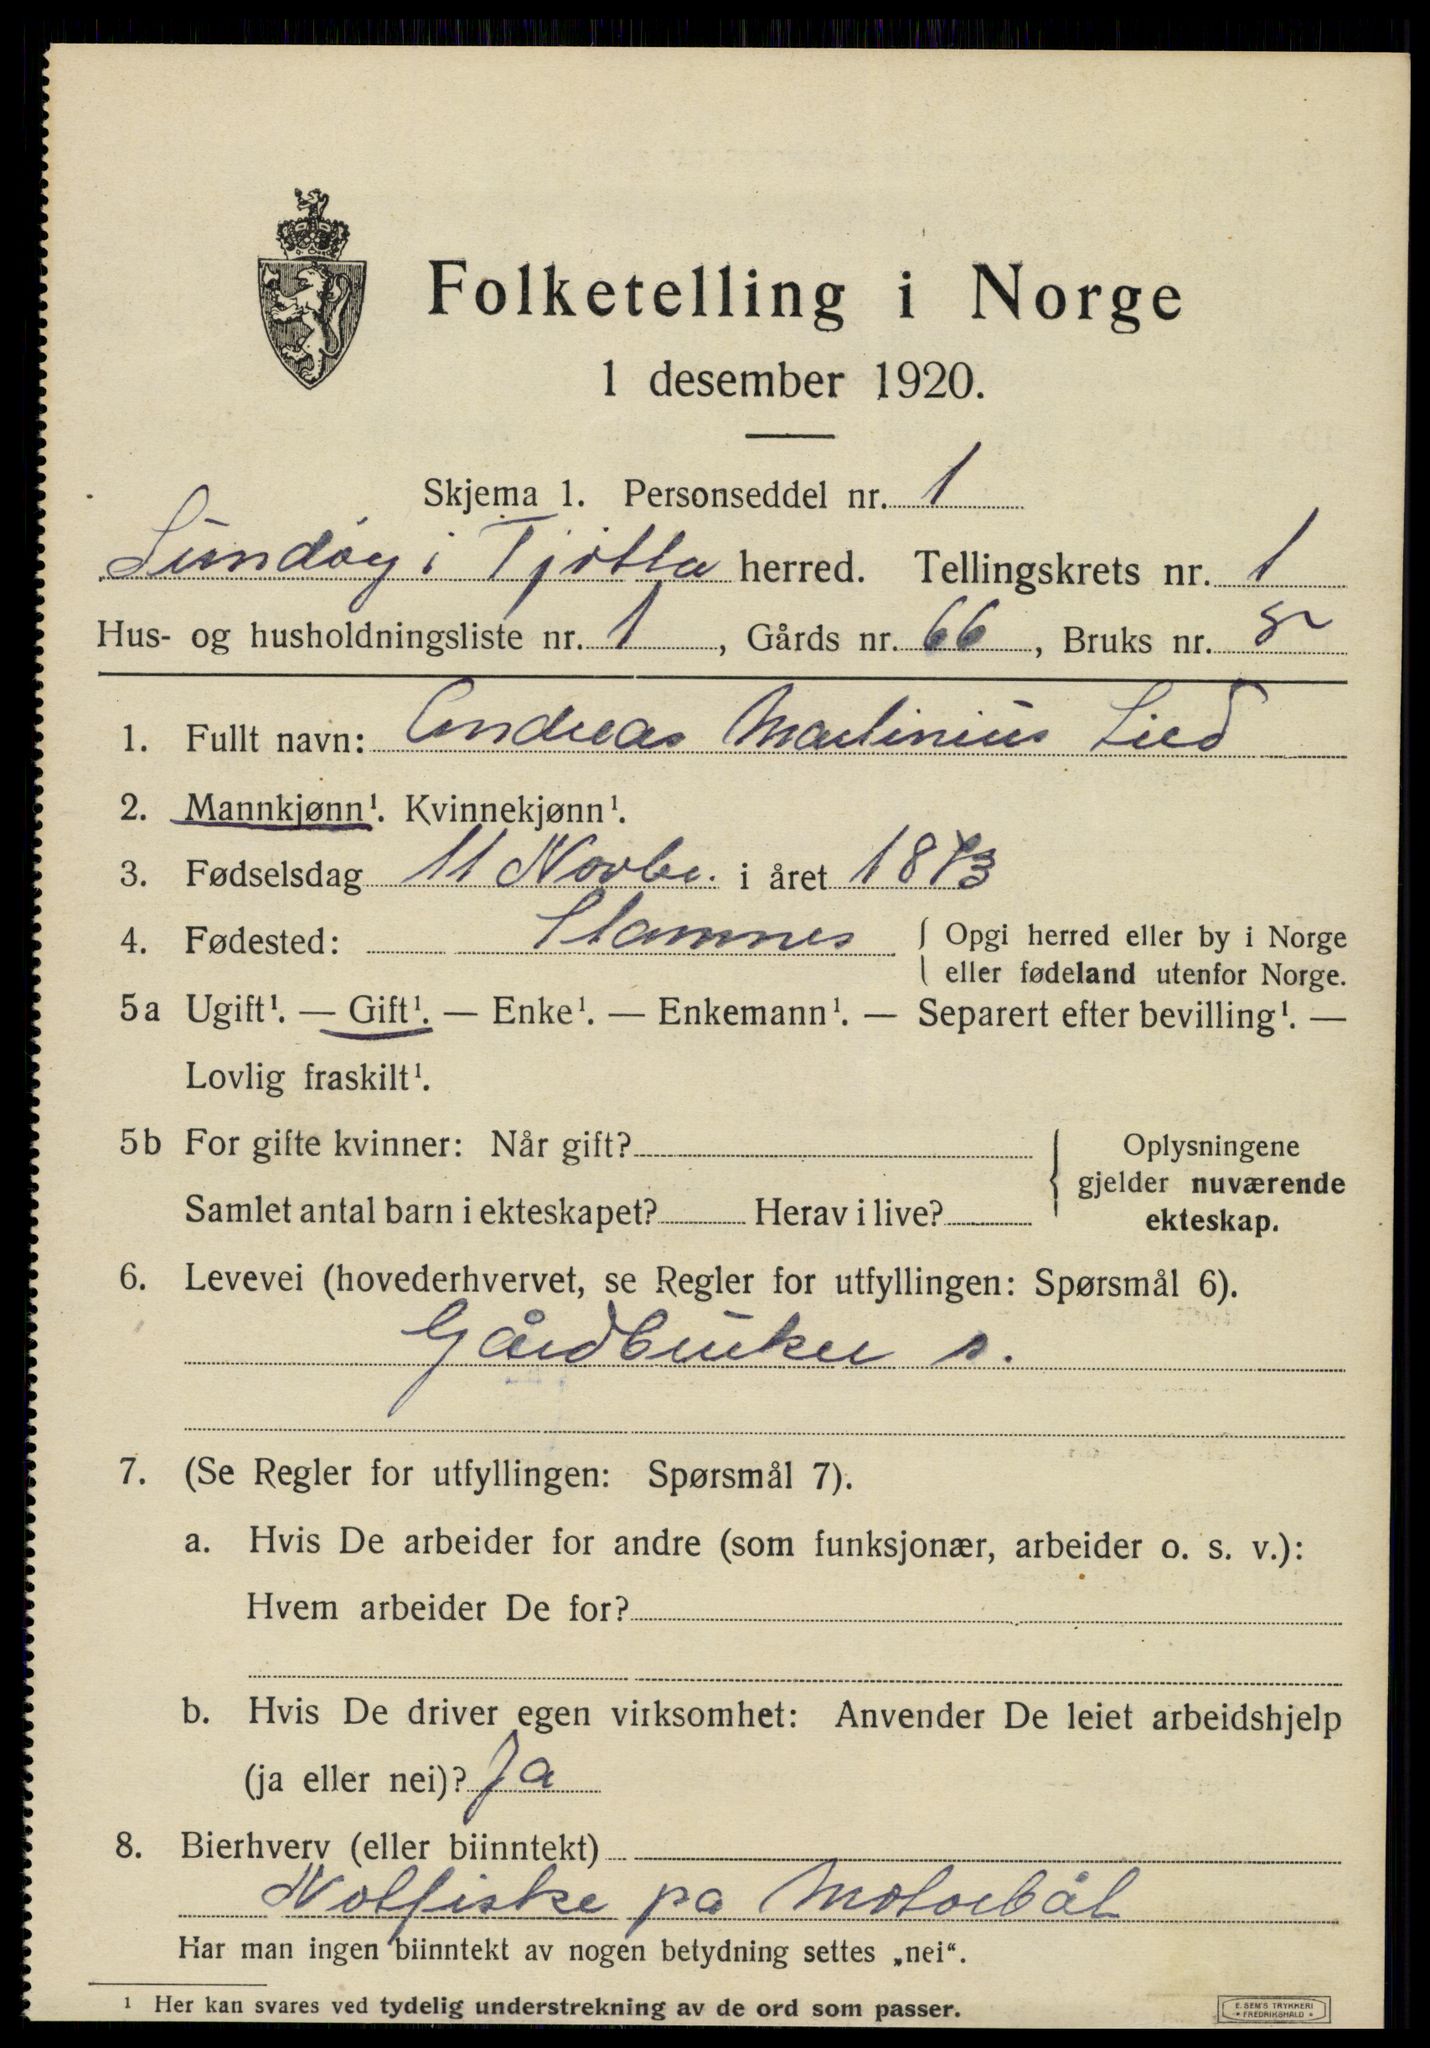 Folketelling i Norge
1 desember 1920.
Skjema 1. Personseddel nr. 1
Sundøy i Tjøtta herred. Tellingskrets nr. 1
Hus- og husholdningsliste nr. 1, Gårds nr. 66, Bruks nr.
1. Fullt navn: Andreas Martinius Lied
2. Mannkjønn¹. Kvinnekjønn¹.
3. Fødselsdag 11 Novbr. i året 1873
4. Fødested: Stamnes { Opgi herred eller by i Norge
eller fødeland utenfor Norge.
5a Ugift¹. — Gift¹. — Enke¹. — Enkemann¹. — Separert efter bevilling¹. —
Lovlig fraskilt¹.
5b For gifte kvinner: Når gift? { Oplysningene
gjelder nuværende
Samlet antal barn i ekteskapet? Herav i live? ekteskap.
6. Levevei (hovederhvervet, se Regler for utfyllingen: Spørsmål 6).
Gårdbruker s.
7. (Se Regler for utfyllingen: Spørsmål 7).
a. Hvis De arbeider for andre (som funksjonær, arbeider o. s. v.):
Hvem arbeider De for?
b. Hvis De driver egen virksomhet: Anvender De leiet arbeidshjelp
(ja eller nei)? Ja
8. Bierhverv (eller biinntekt)
Notfiske pa Motorbåt
Har man ingen biinntekt av nogen betydning settes „nei“.
¹ Her kan svares ved tydelig understrekning av de ord som passer.
E. SEM'S TRYKKERI
• FREDRIKSHALD •